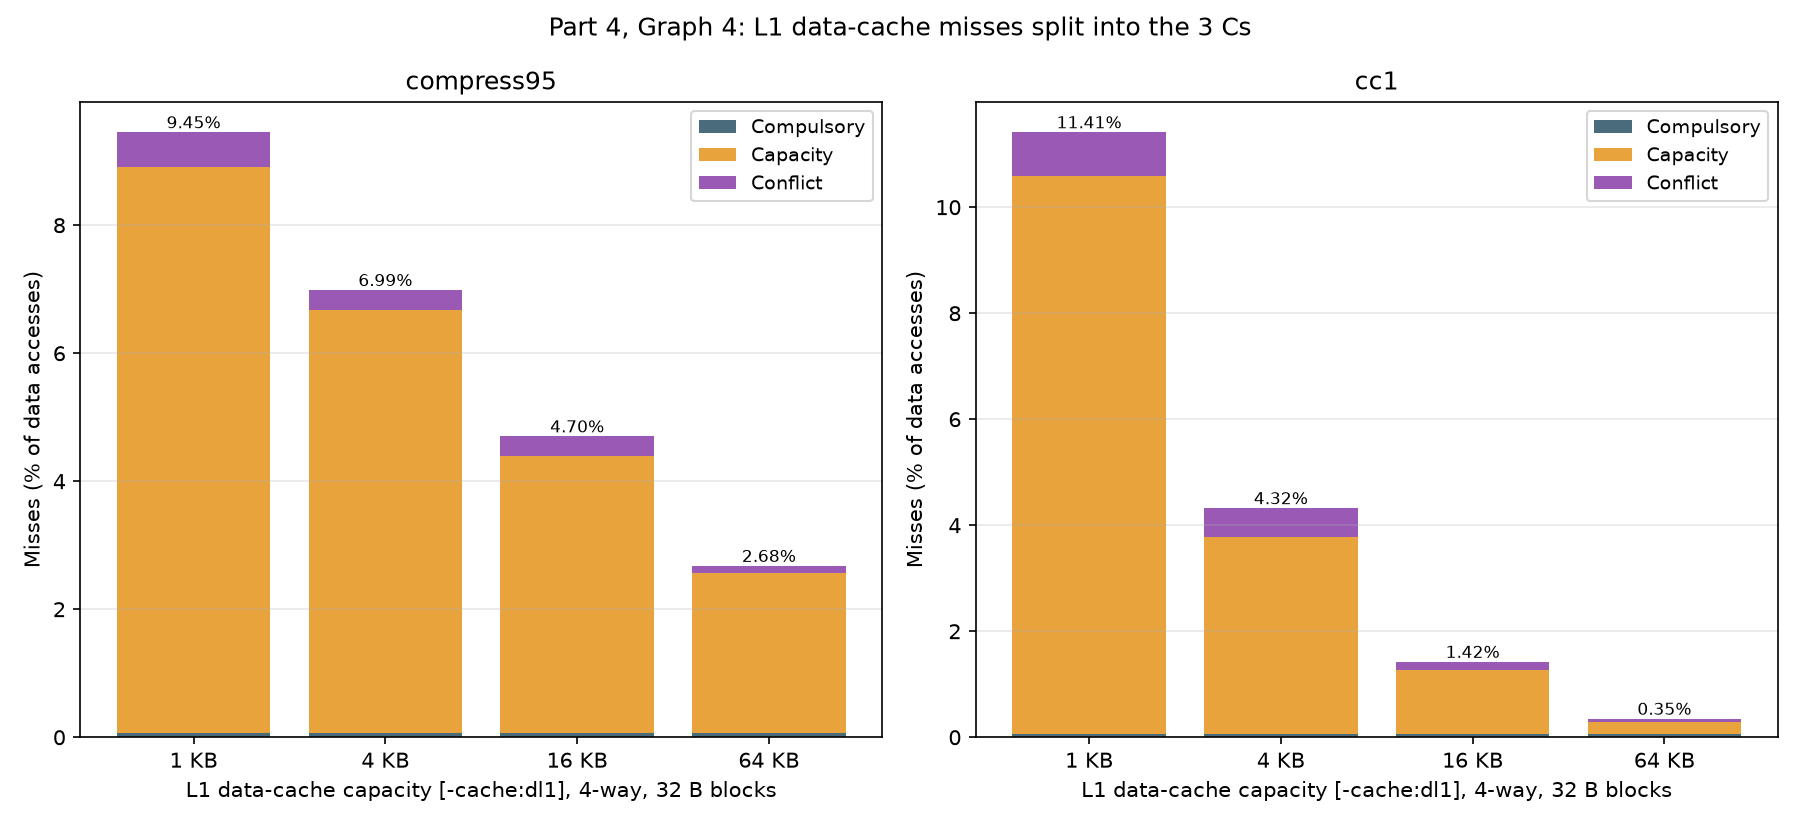 Part 4, Graph 4: L1 data-cache misses split into the 3 Cs
compress95
Compulsory
Capacity
Conflict
9.45%
6.99%
4.70%
2.68%
Misses (% of data accesses)
8
6
4
2
0
1 KB
4 KB
16 KB
64 KB
L1 data-cache capacity [-cache:dl1], 4-way, 32 B blocks
cc1
Compulsory
Capacity
Conflict
11.41%
4.32%
1.42%
0.35%
Misses (% of data accesses)
10
8
6
4
2
0
1 KB
4 KB
16 KB
64 KB
L1 data-cache capacity [-cache:dl1], 4-way, 32 B blocks